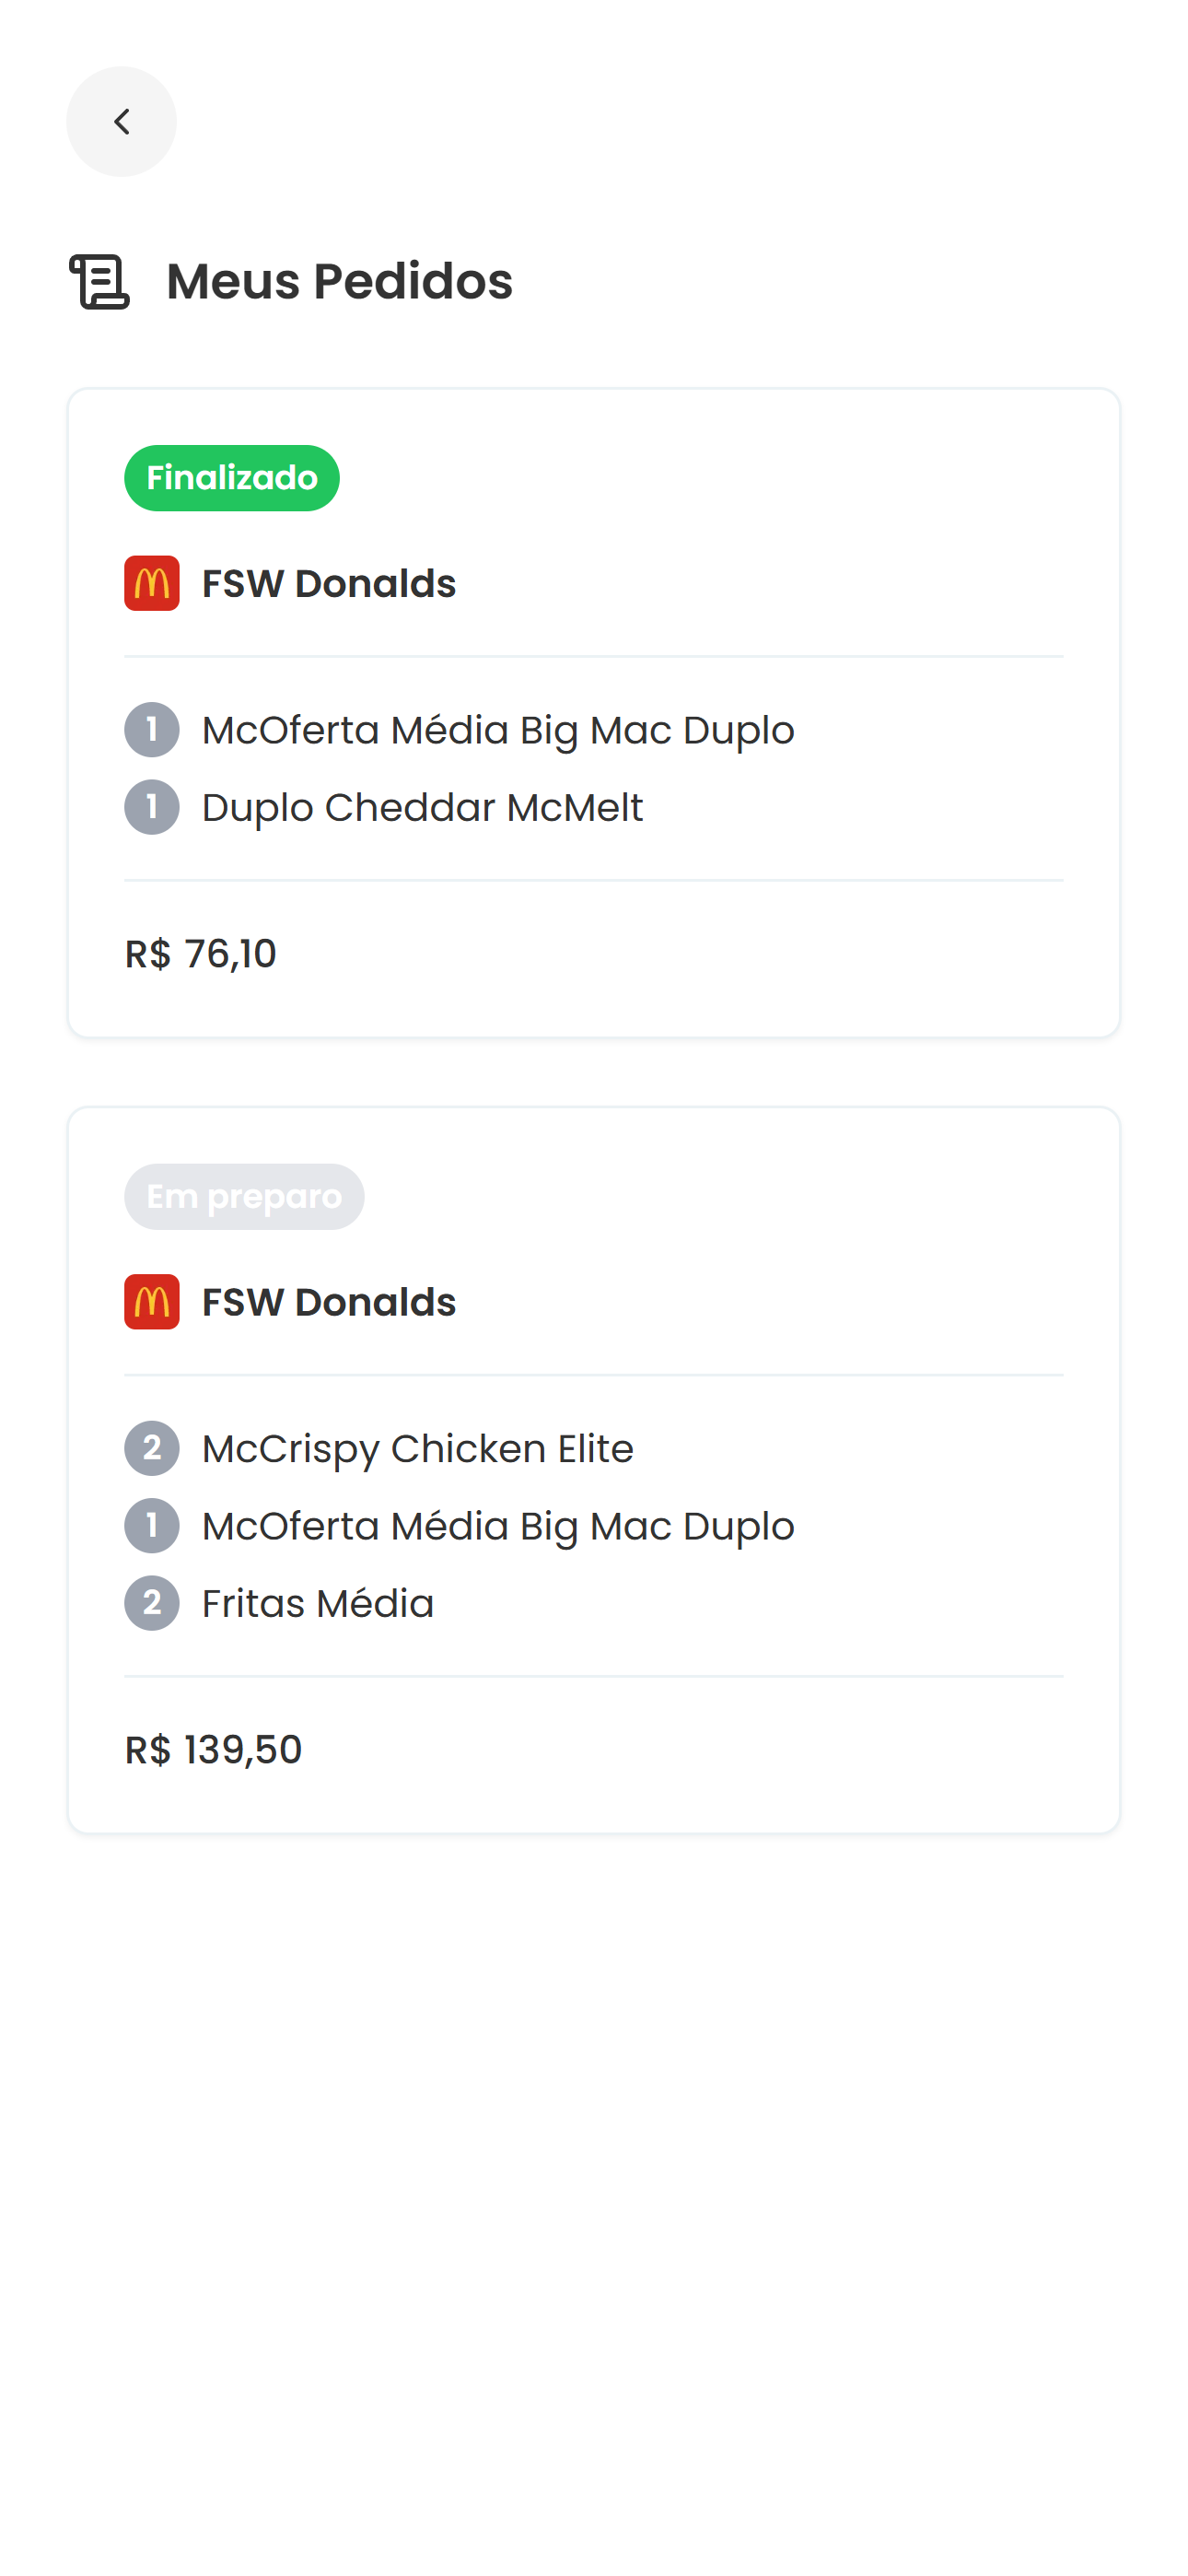 Meus Pedidos
Finalizado
FSW Donalds
1 McOferta Média Big Mac Duplo
1 Duplo Cheddar McMelt
R$ 76,10
Em preparo
FSW Donalds
2 McCrispy Chicken Elite
1 McOferta Média Big Mac Duplo
2 Fritas Média
R$ 139,50